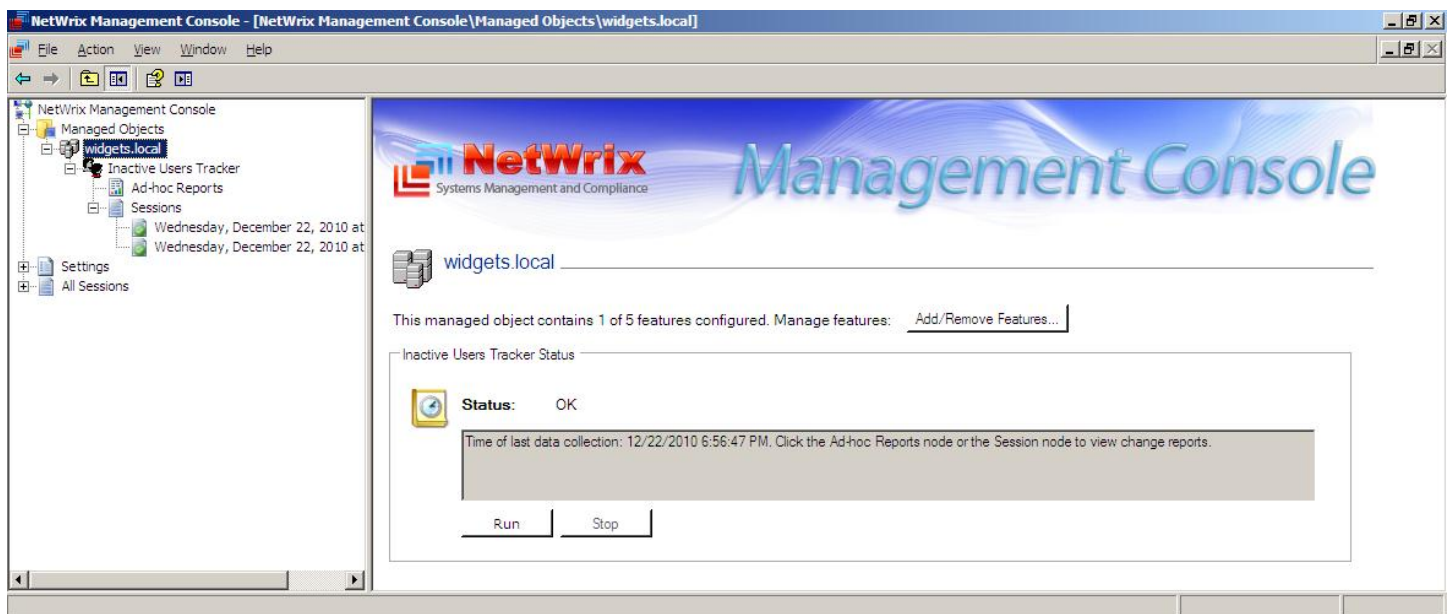 NetWrix Management Console - [NetWrix Management Console\Managed Objects\widgets.local]
File Action View Window Help
NetWrix Management Console
Managed Objects
widgets.local
Inactive Users Tracker
Ad-hoc Reports
Sessions
Wednesday, December 22, 2010 at
Wednesday, December 22, 2010 at
Settings
All Sessions
NetWrix
Systems Management and Compliance
Management Console
widgets.local
This managed object contains 1 of 5 features configured. Manage features: Add/Remove Features...
Inactive Users Tracker Status
Status: OK
Time of last data collection: 12/22/2010 6:56:47 PM. Click the Ad-hoc Reports node or the Session node to view change reports.
Run Stop